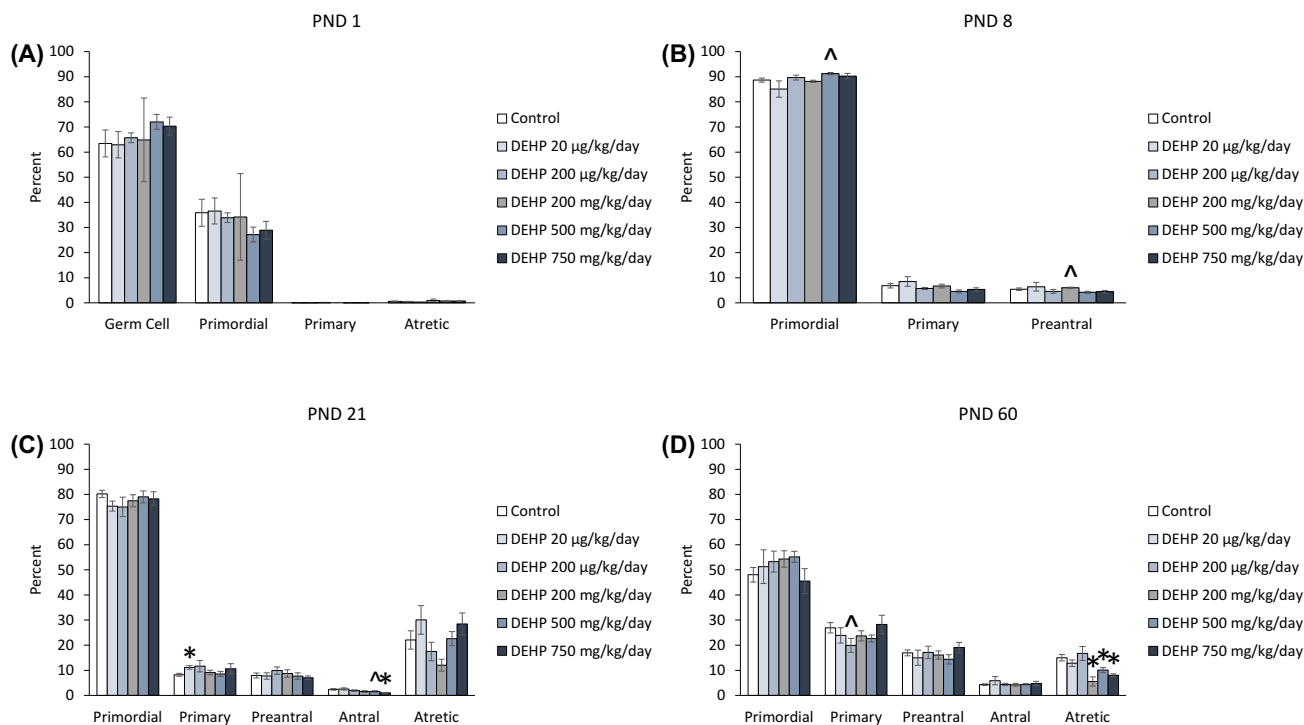 PND 1
(A)
100
90
80
70
60
50
40
30
20
10
0
Percent
Germ Cell Primordial Primary Atretic
Control
DEHP 20 µg/kg/day
DEHP 200 µg/kg/day
DEHP 200 mg/kg/day
DEHP 500 mg/kg/day
DEHP 750 mg/kg/day
PND 8
(B)
100
90
80
70
60
50
40
30
20
10
0
Percent
^
^
Primordial Primary Preantral
Control
DEHP 20 µg/kg/day
DEHP 200 µg/kg/day
DEHP 200 mg/kg/day
DEHP 500 mg/kg/day
DEHP 750 mg/kg/day
PND 21
(C)
100
90
80
70
60
50
40
30
20
10
0
Percent
*
^*
Primordial Primary Preantral Antral Atretic
Control
DEHP 20 µg/kg/day
DEHP 200 µg/kg/day
DEHP 200 mg/kg/day
DEHP 500 mg/kg/day
DEHP 750 mg/kg/day
PND 60
(D)
100
90
80
70
60
50
40
30
20
10
0
Percent
^
***
Primordial Primary Preantral Antral Atretic
Control
DEHP 20 µg/kg/day
DEHP 200 µg/kg/day
DEHP 200 mg/kg/day
DEHP 500 mg/kg/day
DEHP 750 mg/kg/day